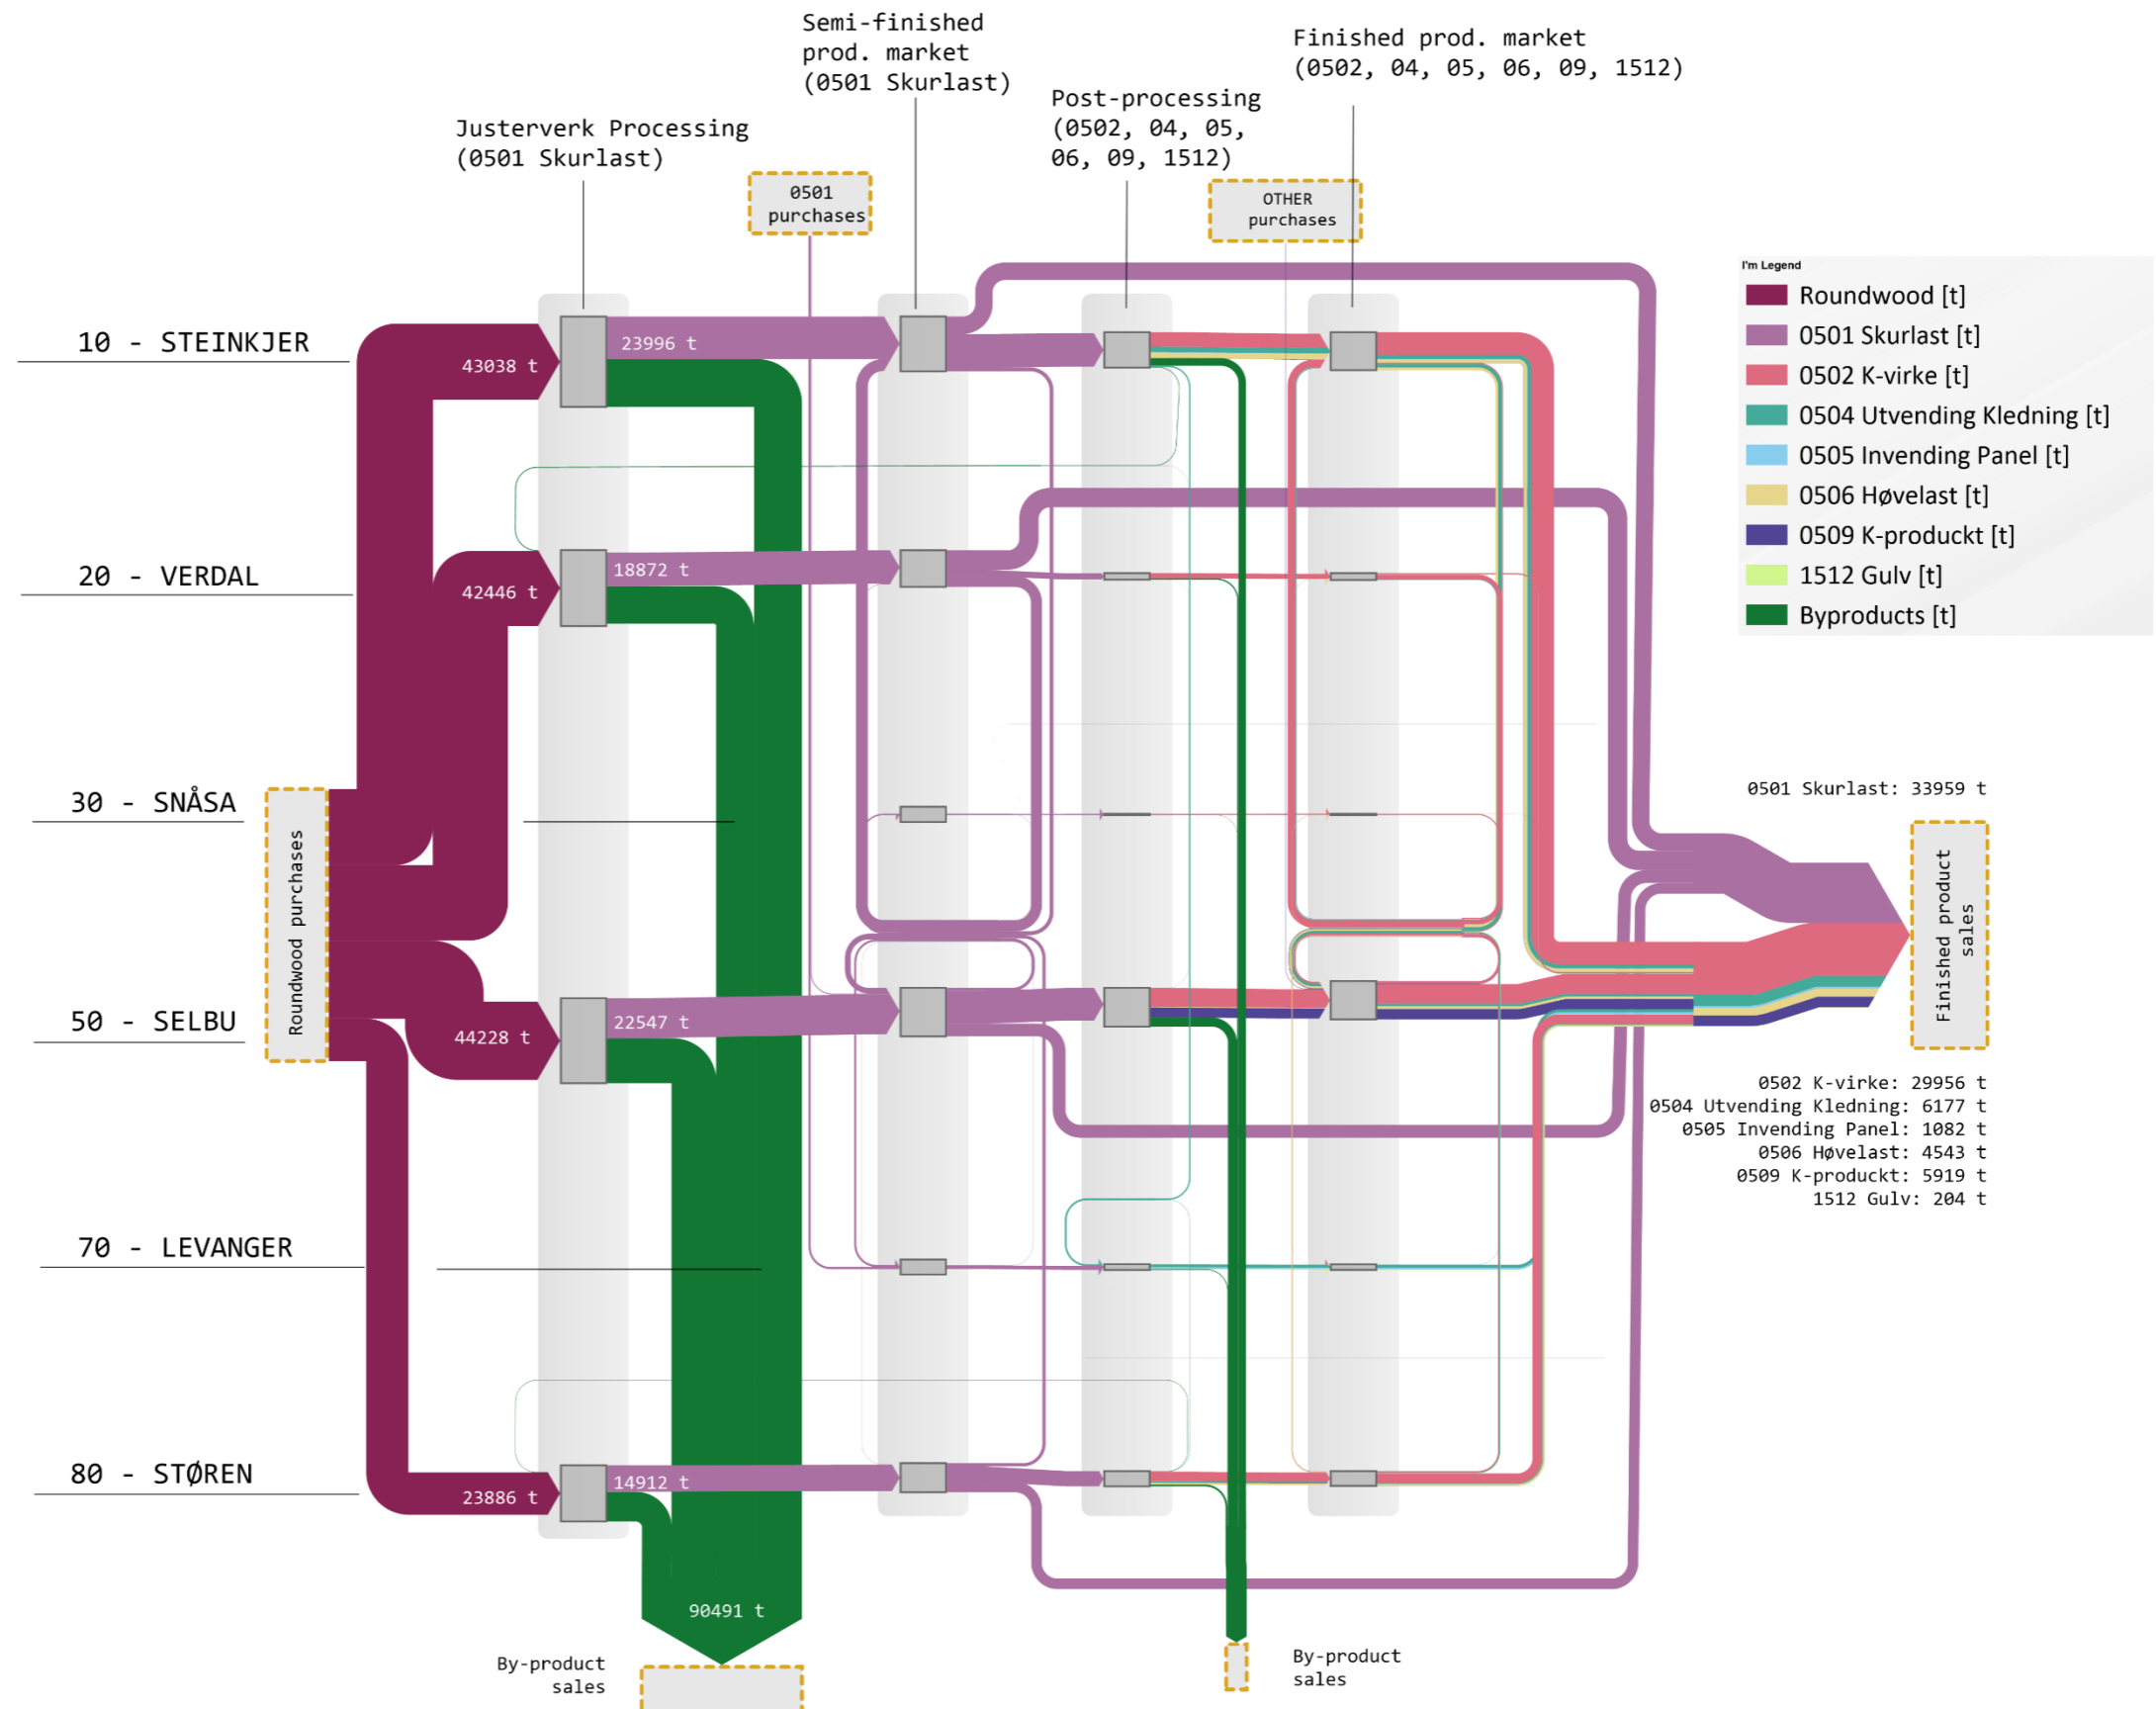 Semi-finished
prod. market
(0501 Skurlast)
Finished prod. market
(0502, 04, 05, 06, 09, 1512)
Post-processing
(0502, 04, 05,
06, 09, 1512)
Justerverk Processing
(0501 Skurlast)
0501
purchases
OTHER
purchases
I'm Legend
Roundwood [t]
0501 Skurlast [t]
0502 K-virke [t]
0504 Utvending Kledning [t]
0505 Invending Panel [t]
0506 Høvelast [t]
0509 K-produckt [t]
1512 Gulv [t]
Byproducts [t]
10 - STEINKJER
43038 t
23996 t
20 - VERDAL
42446 t
18872 t
30 - SNÅSA
Roundwood purchases
50 - SELBU
44228 t
22547 t
70 - LEVANGER
80 - STØREN
23886 t
14912 t
90491 t
By-product
sales
By-product
sales
0501 Skurlast: 33959 t
Finished product
sales
0502 K-virke: 29956 t
0504 Utvending Kledning: 6177 t
0505 Invending Panel: 1082 t
0506 Høvelast: 4543 t
0509 K-produckt: 5919 t
1512 Gulv: 204 t